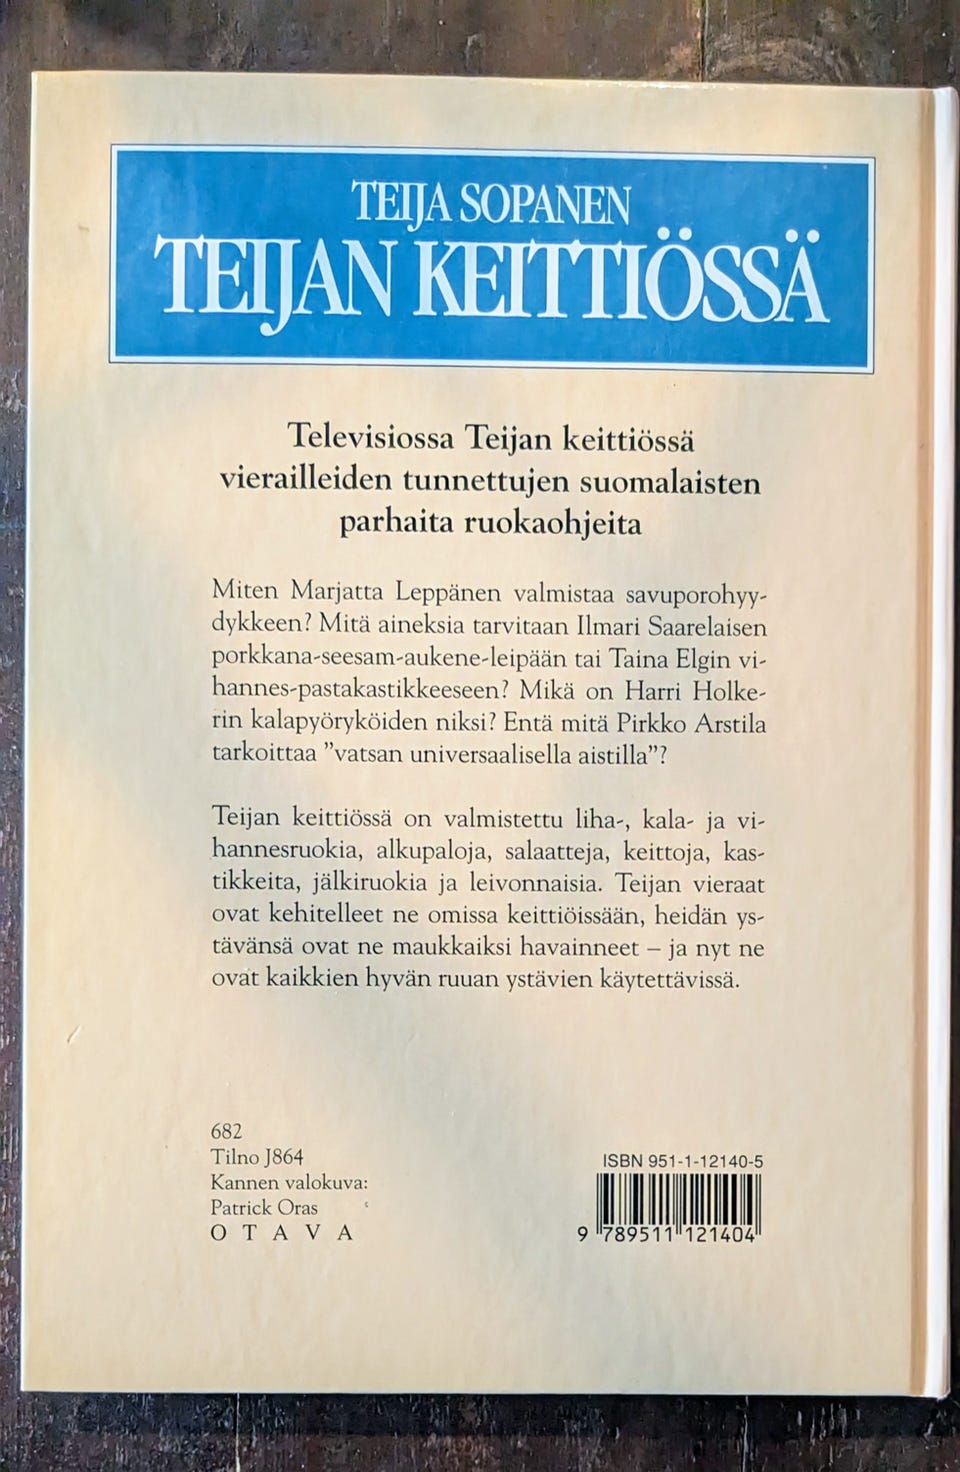 TEIJA SOPANEN
TEIJAN KEITTIÖSSÄ
Televisiossa Teijan keittiössä
vierailleiden tunnettujen suomalaisten
parhaita ruokaohjeita
Miten Marjatta Leppänen valmistaa savuporohyy-
dykkeen? Mitä aineksia tarvitaan Ilmari Saarelaisen
porkkana-seesam-aukene-leipään tai Taina Elgin vi-
hannes-pastakastikkeeseen? Mikä on Harri Holke-
rin kalapyöryköiden niksi? Entä mitä Pirkko Arstila
tarkoittaa ”vatsan universaalisella aistilla”?
Teijan keittiössä on valmistettu liha-, kala- ja vi-
hannesruokia, alkupaloja, salaatteja, keittoja, kas-
tikkeita, jälkiruokia ja leivonnaisia. Teijan vieraat
ovat kehitelleet ne omissa keittiöissään, heidän ys-
tävänsä ovat ne maukkaiksi havainneet – ja nyt ne
ovat kaikkien hyvän ruuan ystävien käytettävissä.
682
Tilno J864
Kannen valokuva:
Patrick Oras
OTAVA
ISBN 951-1-12140-5
9 789511 121404